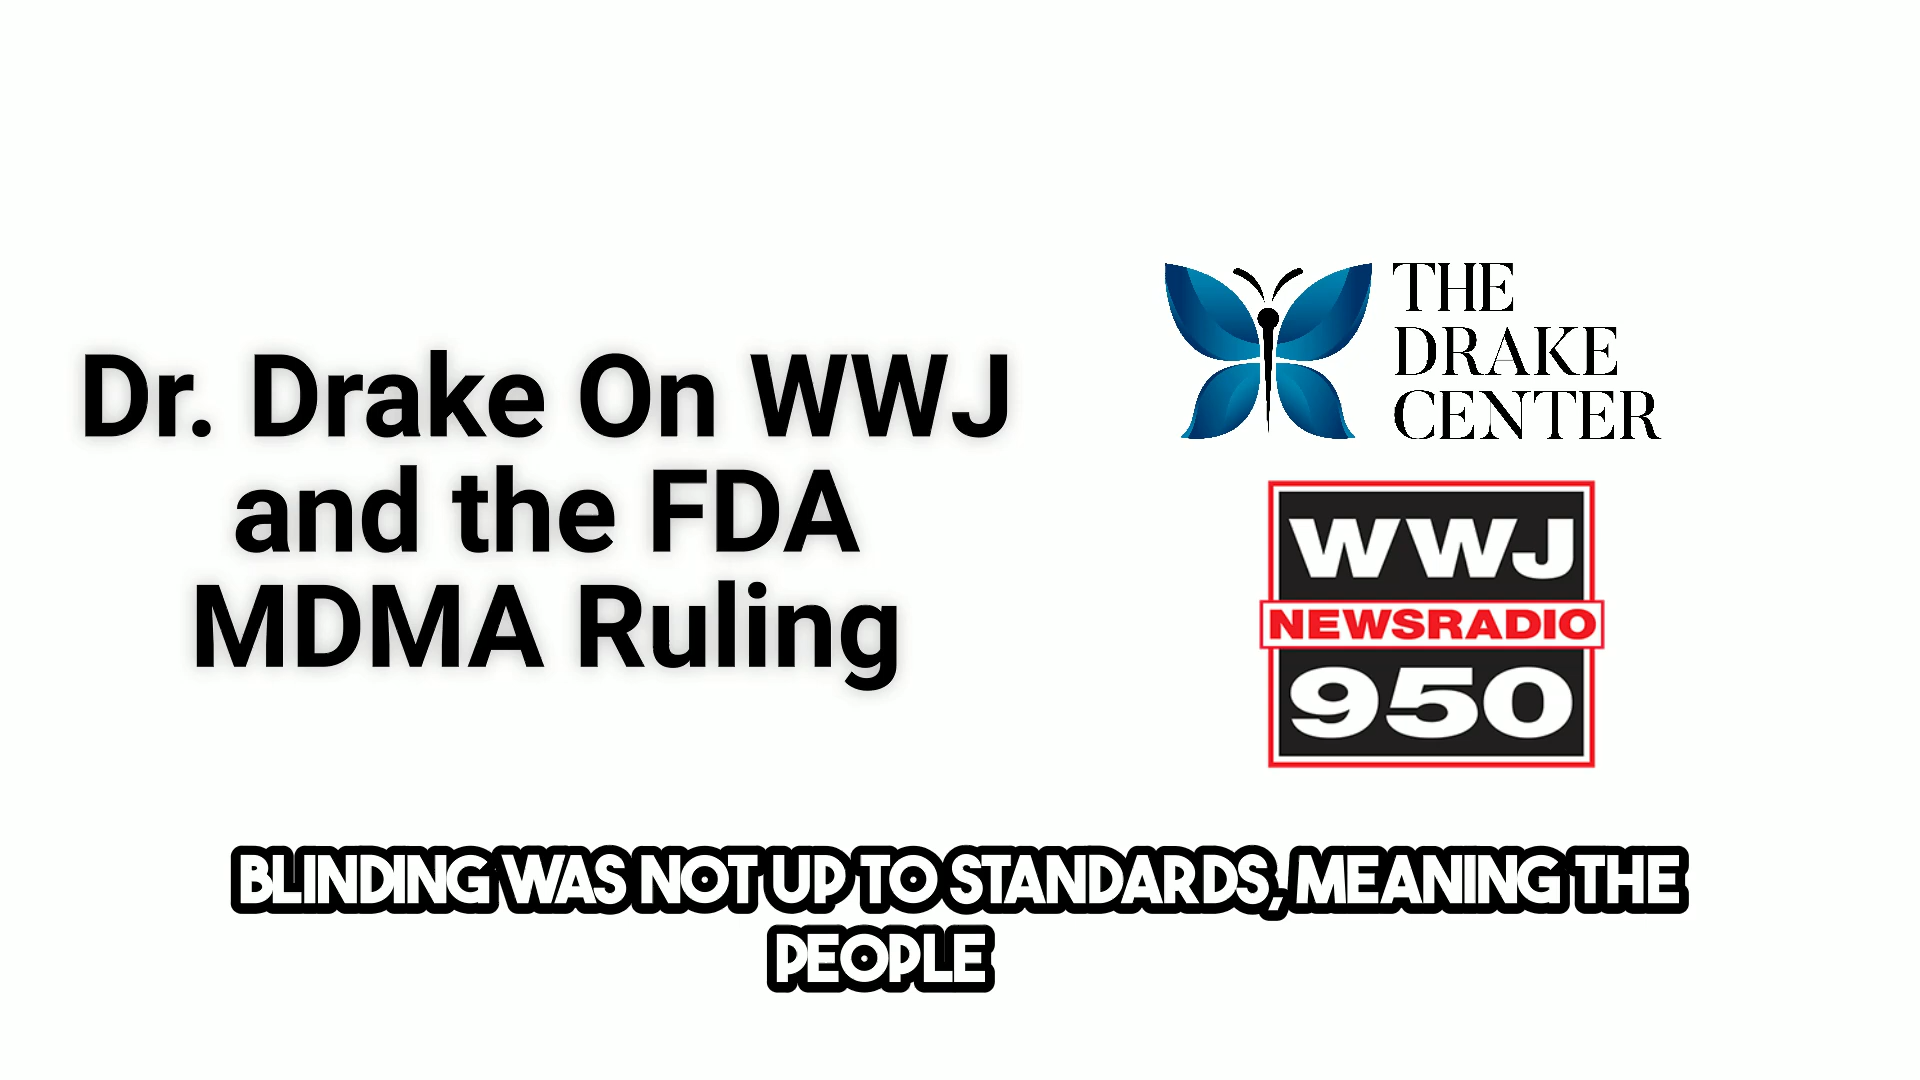 Dr. Drake On WWJ
and the FDA
MDMA Ruling
THE
DRAKE
CENTER
WWJ
NEWSRADIO
950
BLINDING WAS NOT UP TO STANDARDS, MEANING THE
PEOPLE